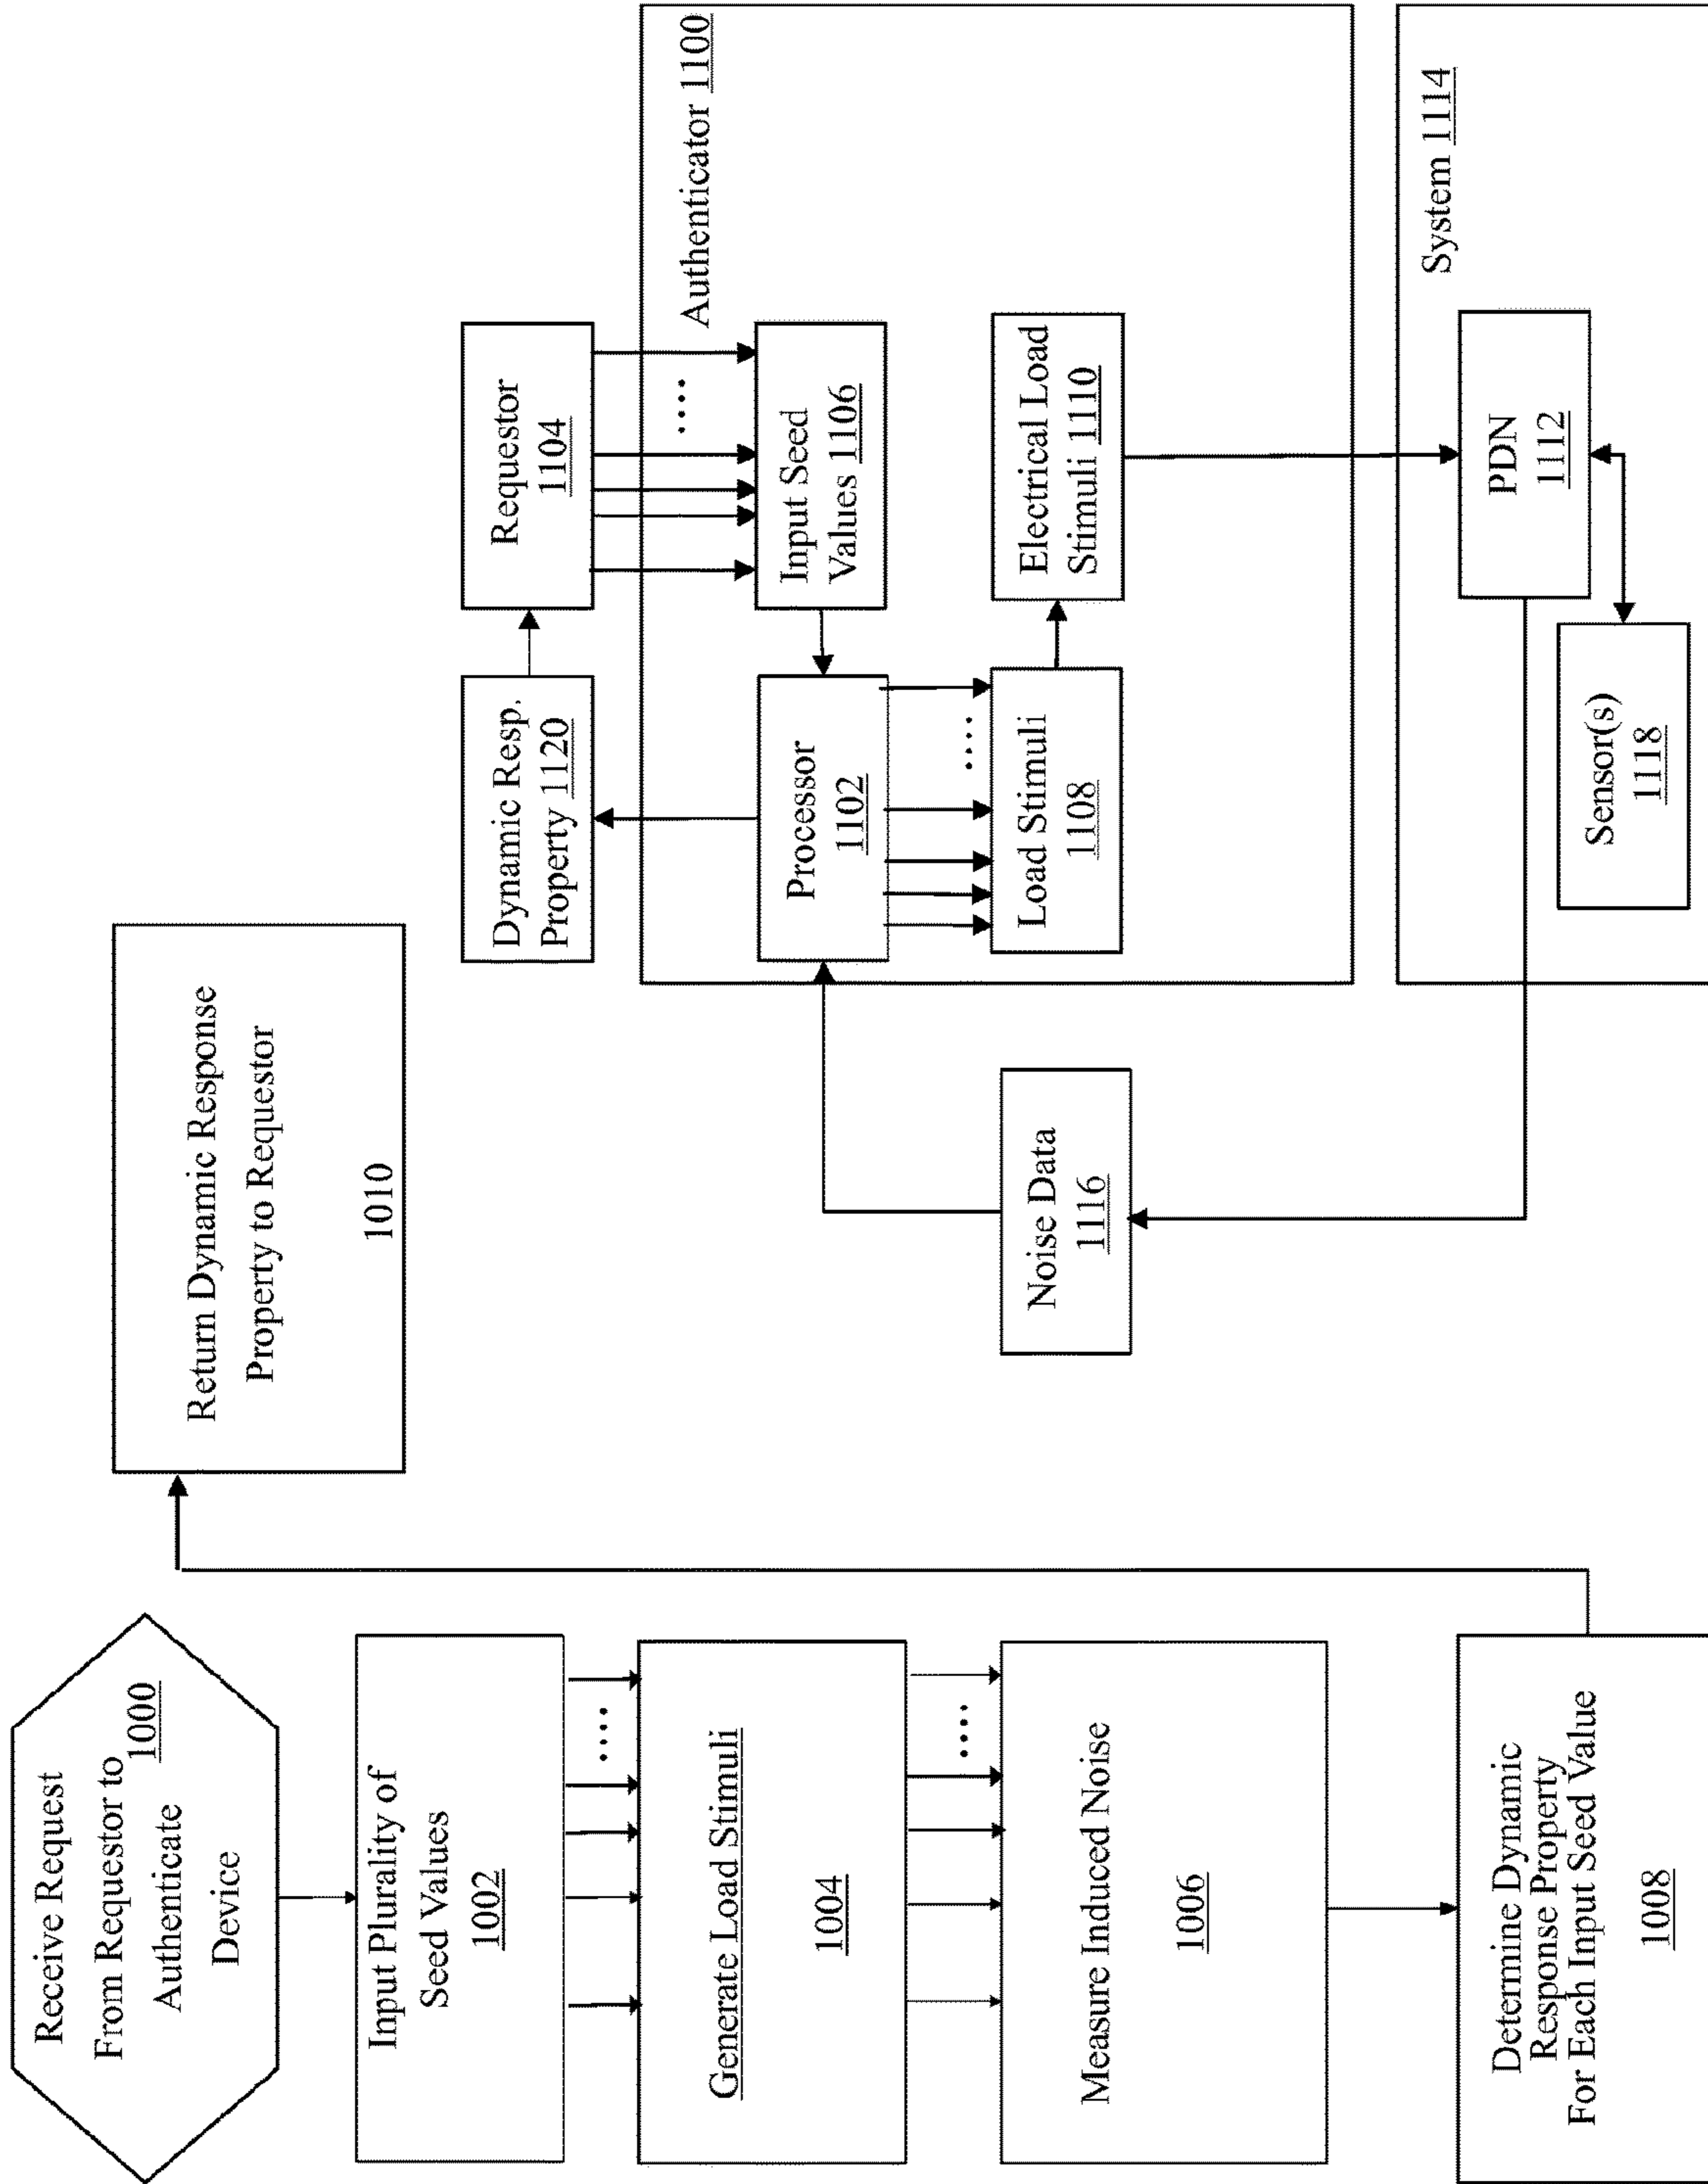 Receive Request
From Requestor to
1000
Authenticate
Device
Input Plurality of
Seed Values
1002
....
Generate Load Stimuli
1004
....
Measure Induced Noise
1006
Determine Dynamic
Response Property
For Each Input Seed Value
1008
Return Dynamic Response
Property to Requestor
1010
Dynamic Resp.
Property 1120
Requestor
1104
Authenticator 1100
....
Processor
1102
Input Seed
Values 1106
....
Load Stimuli
1108
Electrical Load
Stimuli 1110
Noise Data
1116
System 1114
PDN
1112
Sensor(s)
1118